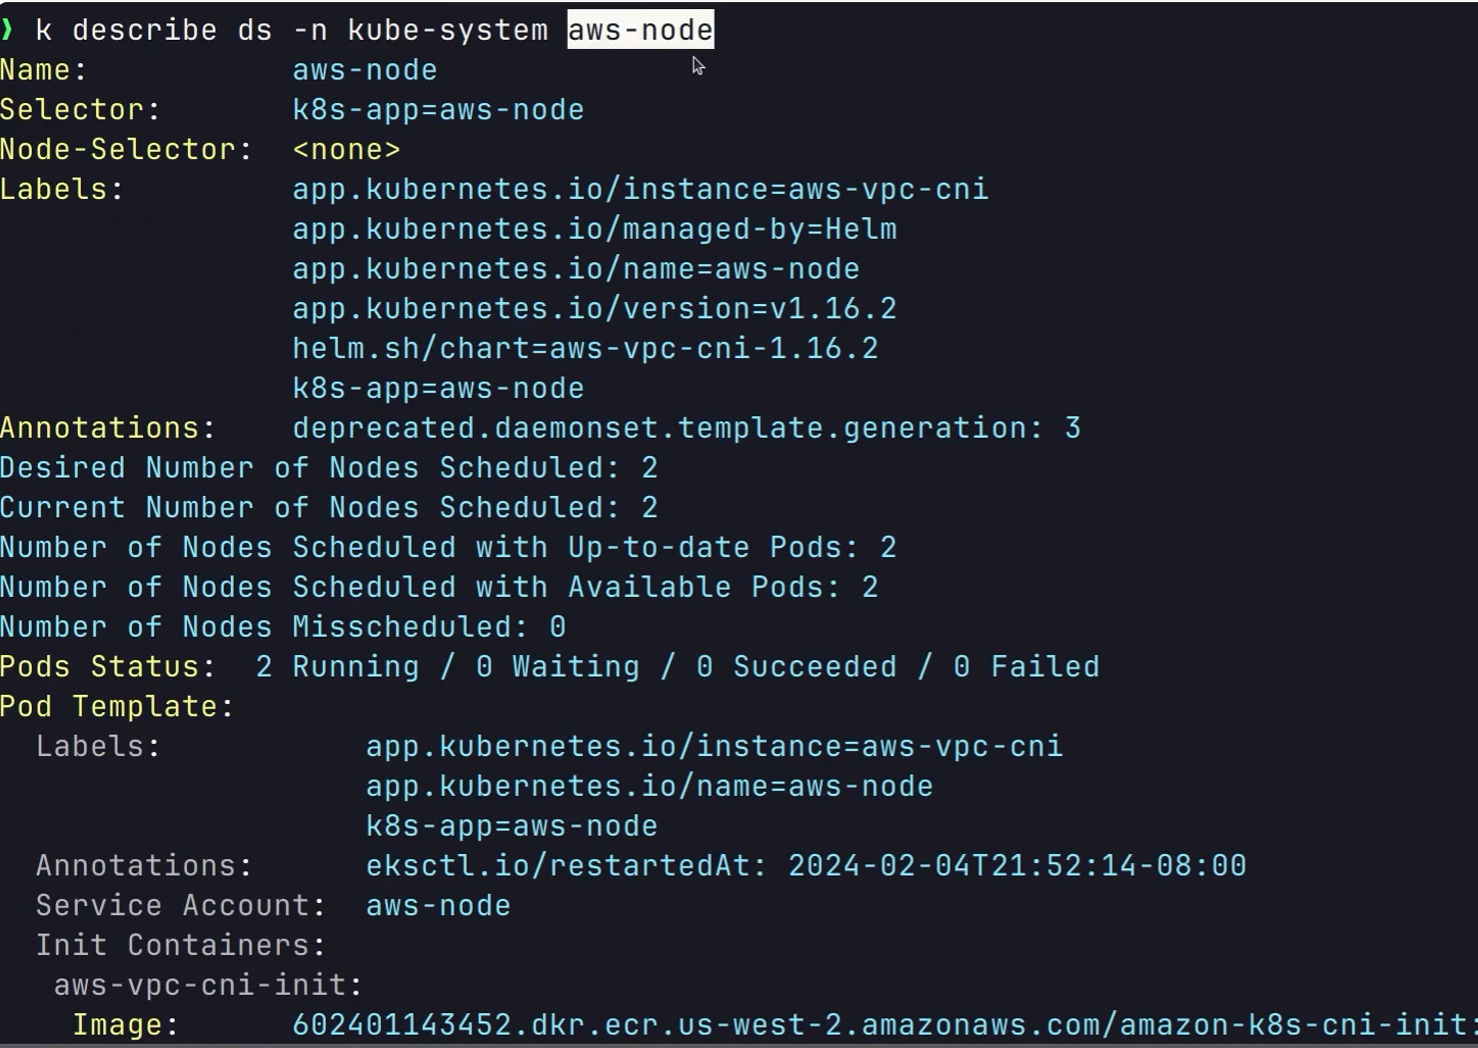 ❯ k describe ds -n kube-system aws-node
Name:           aws-node
Selector:       k8s-app=aws-node
Node-Selector:  <none>
Labels:         app.kubernetes.io/instance=aws-vpc-cni
                app.kubernetes.io/managed-by=Helm
                app.kubernetes.io/name=aws-node
                app.kubernetes.io/version=v1.16.2
                helm.sh/chart=aws-vpc-cni-1.16.2
                k8s-app=aws-node
Annotations:    deprecated.daemonset.template.generation: 3
Desired Number of Nodes Scheduled: 2
Current Number of Nodes Scheduled: 2
Number of Nodes Scheduled with Up-to-date Pods: 2
Number of Nodes Scheduled with Available Pods: 2
Number of Nodes Misscheduled: 0
Pods Status:  2 Running / 0 Waiting / 0 Succeeded / 0 Failed
Pod Template:
  Labels:           app.kubernetes.io/instance=aws-vpc-cni
                    app.kubernetes.io/name=aws-node
                    k8s-app=aws-node
  Annotations:      eksctl.io/restartedAt: 2024-02-04T21:52:14-08:00
  Service Account:  aws-node
  Init Containers:
   aws-vpc-cni-init:
    Image:      602401143452.dkr.ecr.us-west-2.amazonaws.com/amazon-k8s-cni-init: